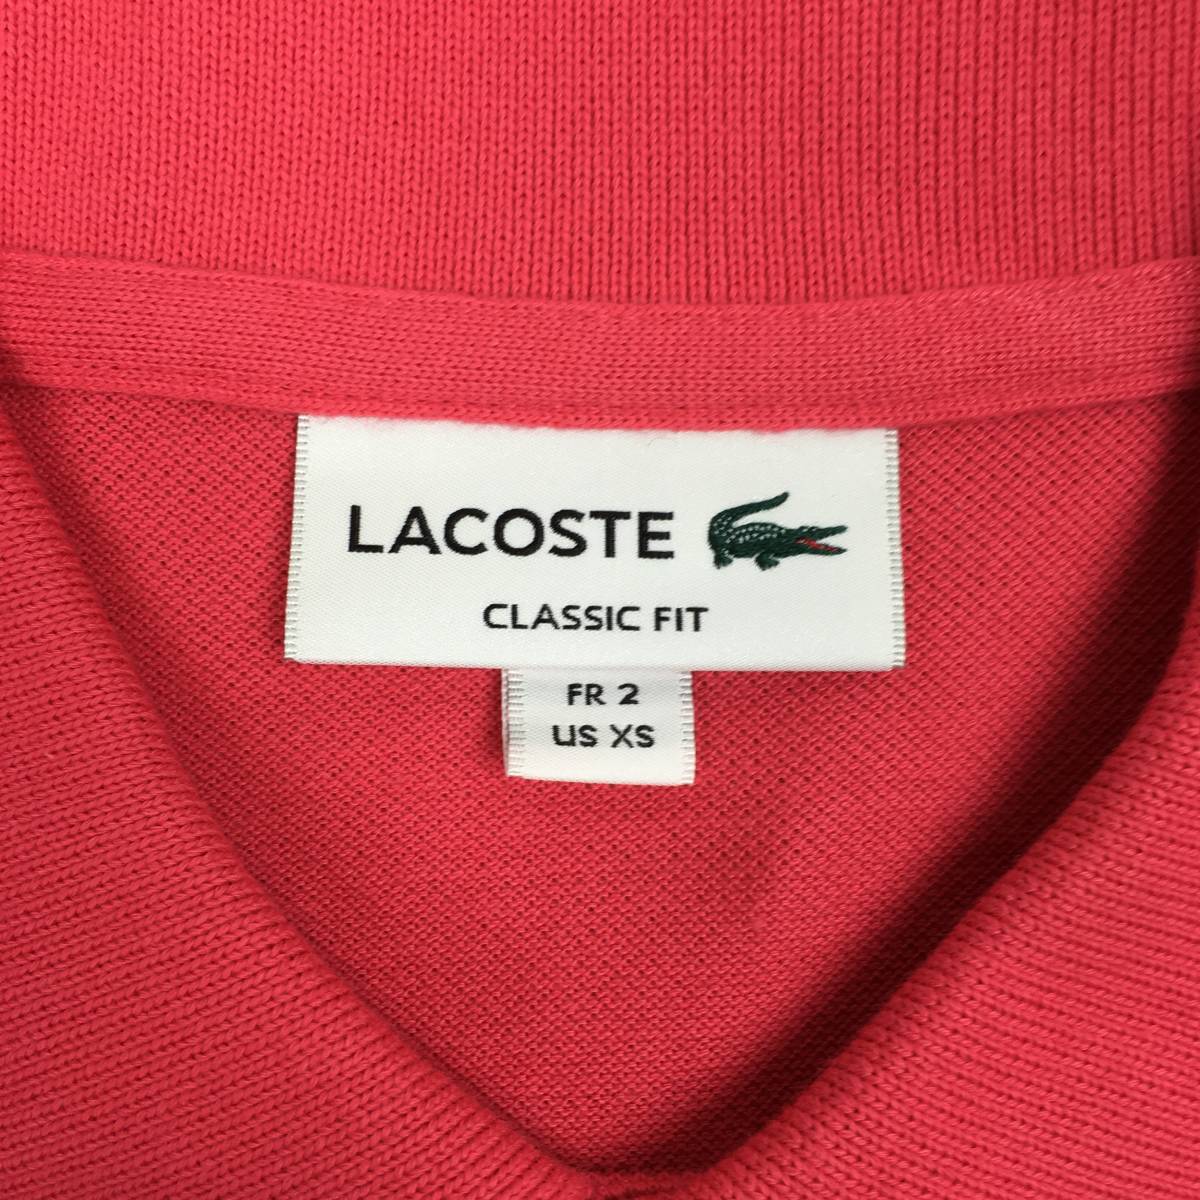 LACOSTE
CLASSIC FIT
FR 2
US XS